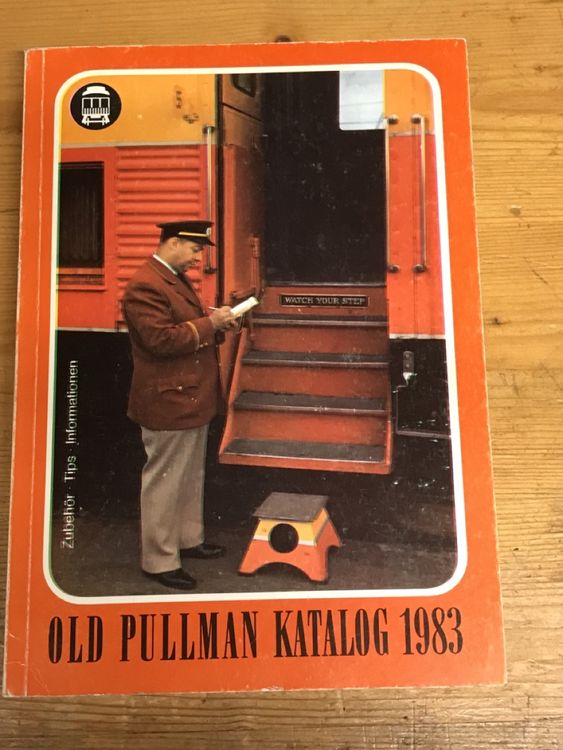 WATCH YOUR STEP
Zubehör · Tips · Informationen
OLD PULLMAN KATALOG 1983